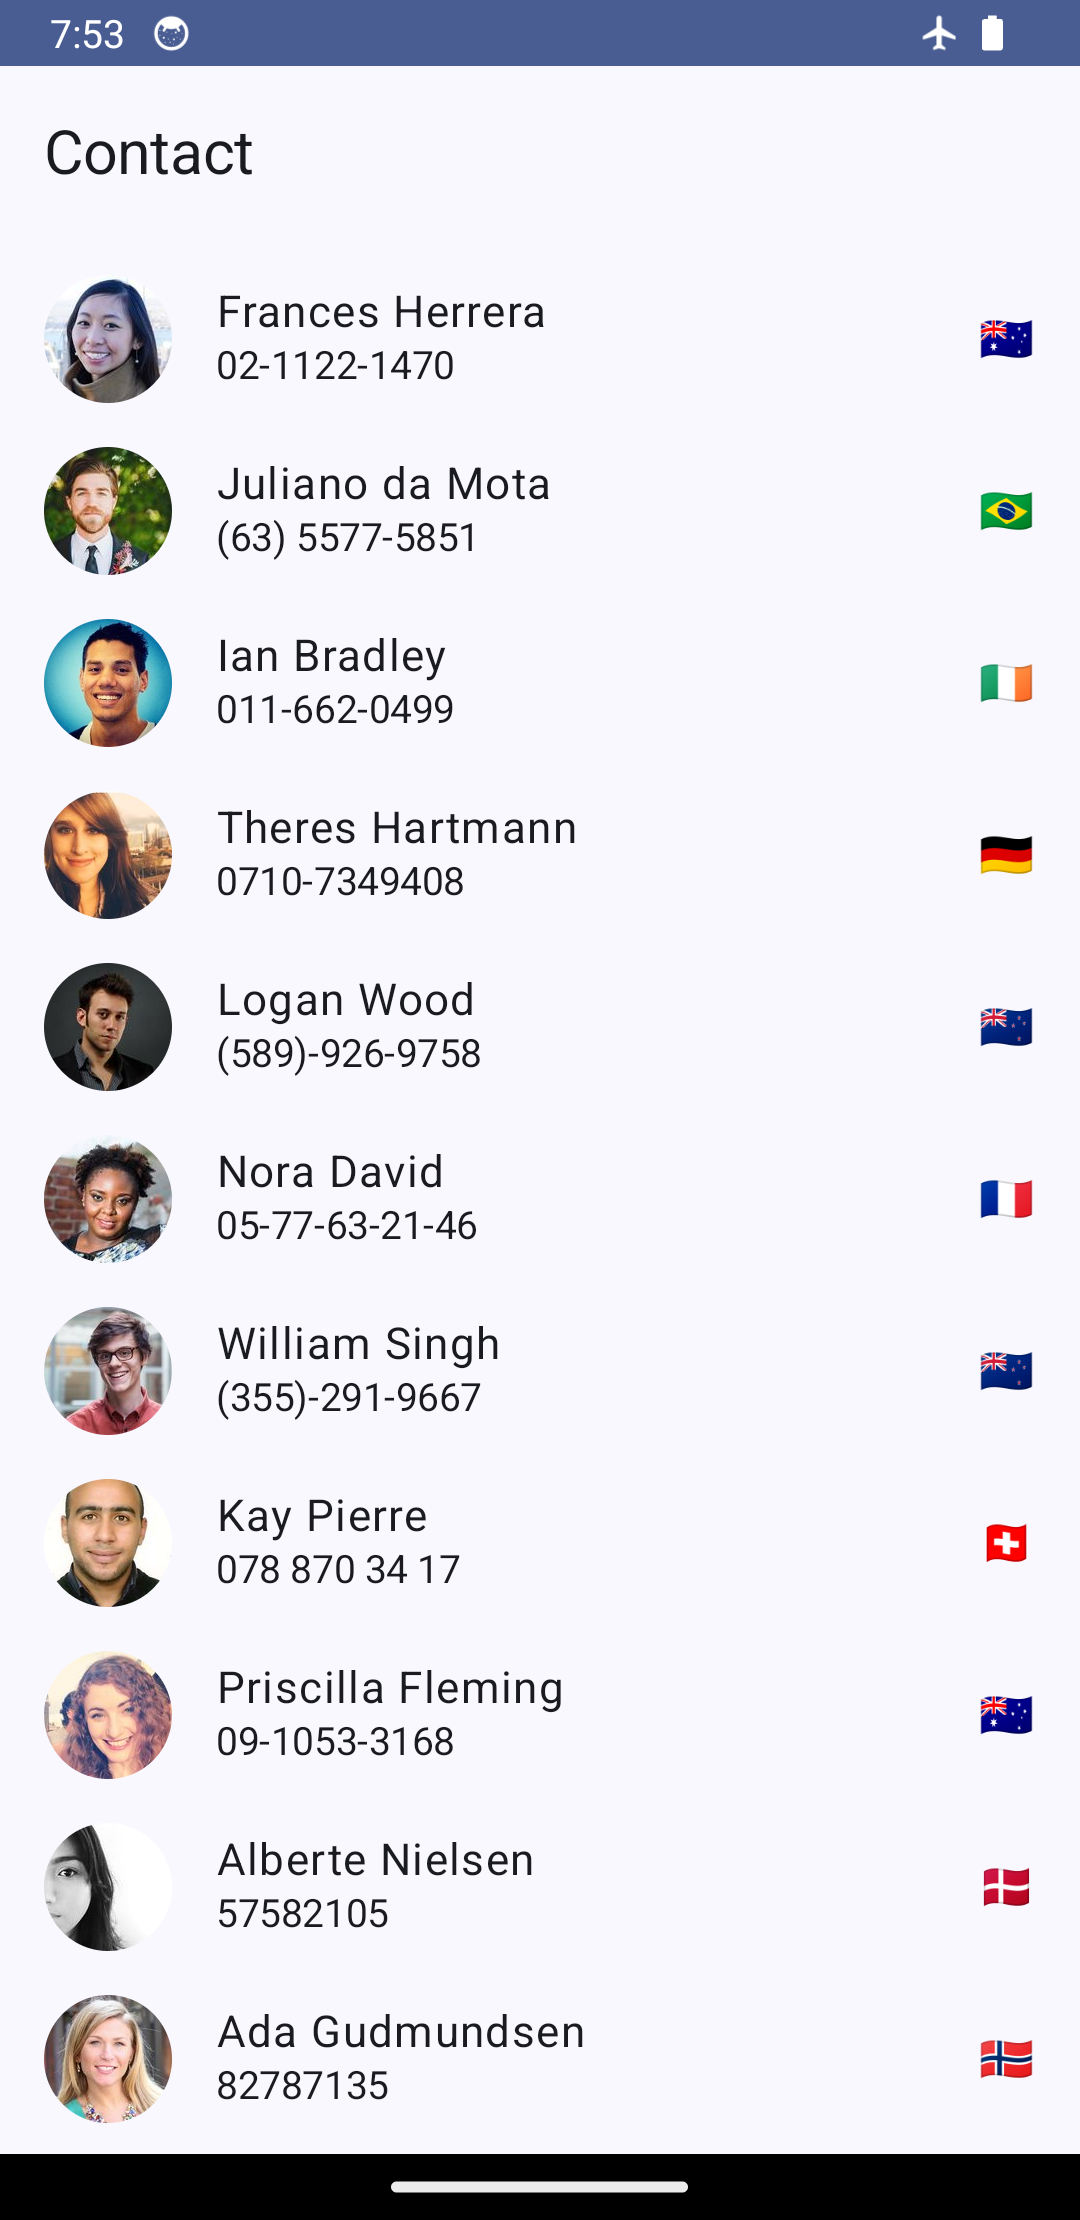 7:53
Contact
Frances Herrera
02-1122-1470
Juliano da Mota
(63) 5577-5851
Ian Bradley
011-662-0499
Theres Hartmann
0710-7349408
Logan Wood
(589)-926-9758
Nora David
05-77-63-21-46
William Singh
(355)-291-9667
Kay Pierre
078 870 34 17
Priscilla Fleming
09-1053-3168
Alberte Nielsen
57582105
Ada Gudmundsen
82787135